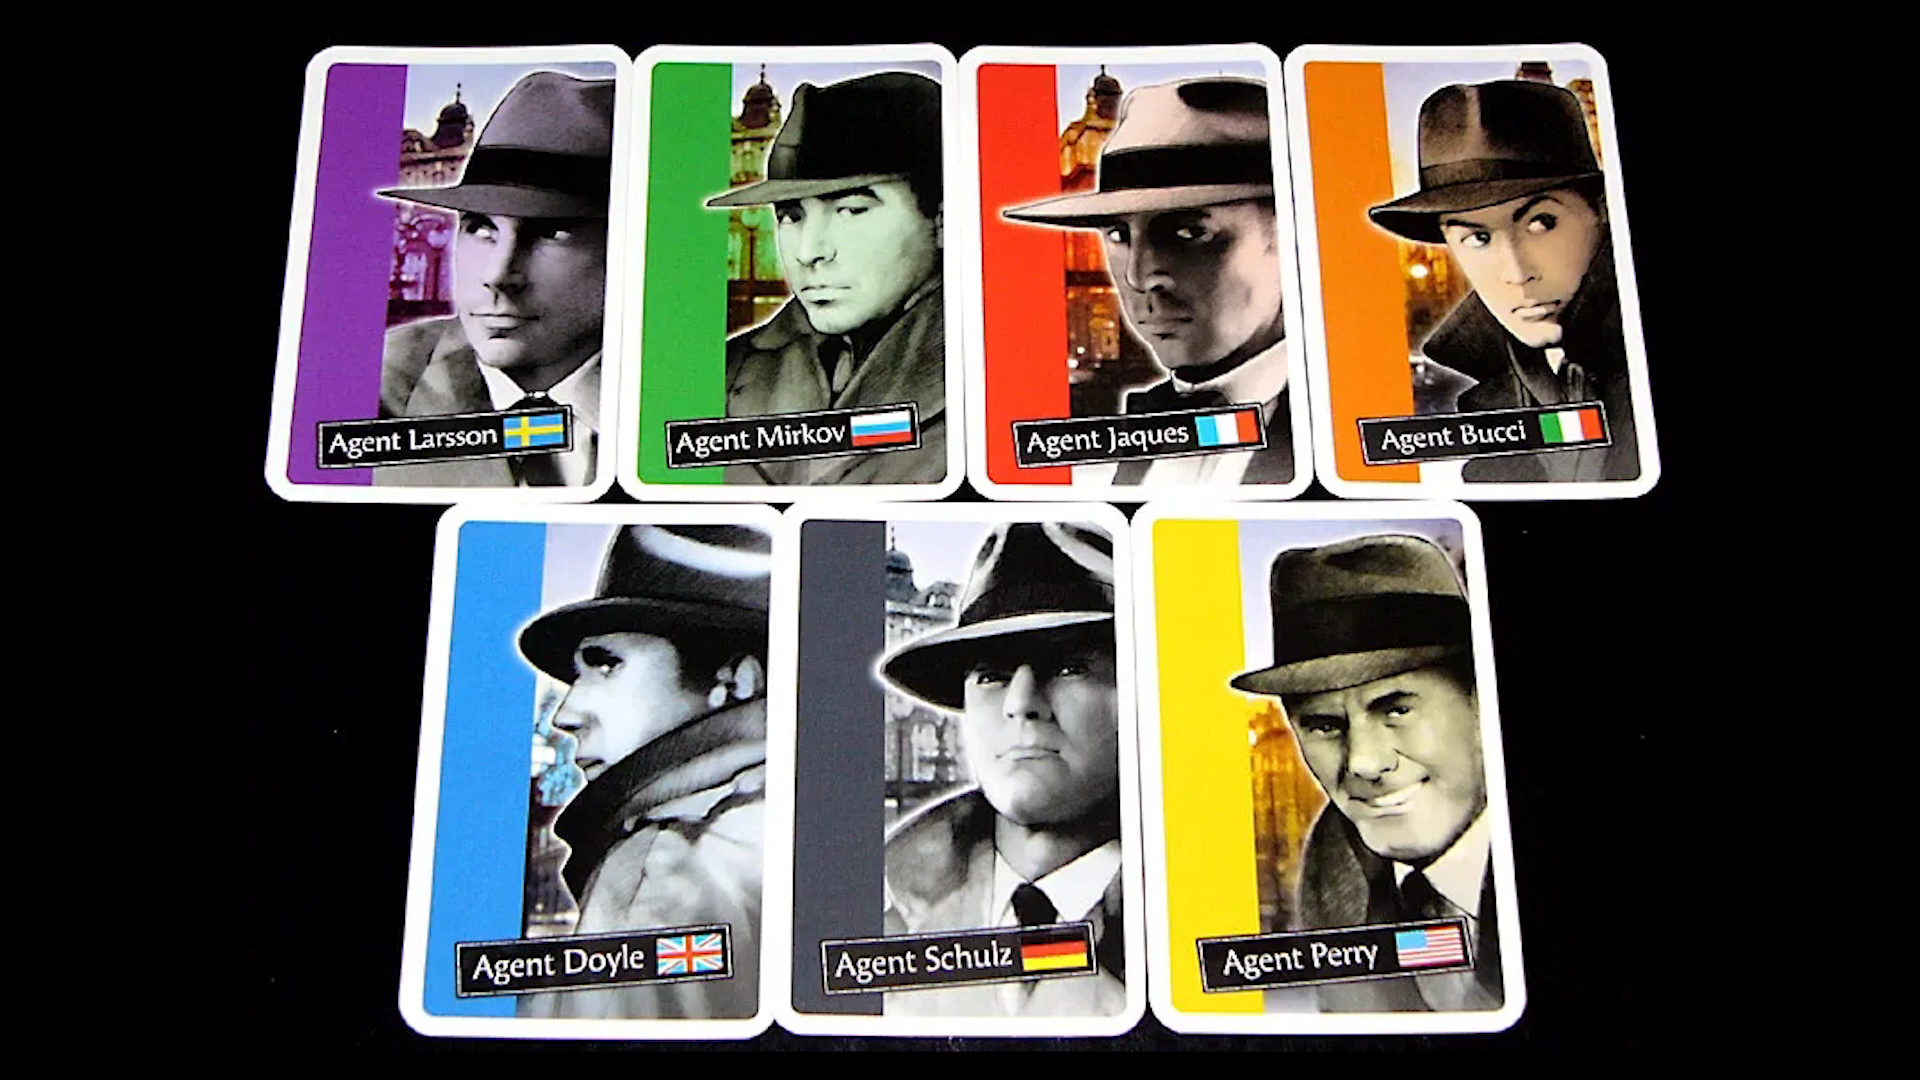 Agent Larsson
Agent Mirkov
Agent Jaques
Agent Bucci
Agent Doyle
Agent Schulz
Agent Perry